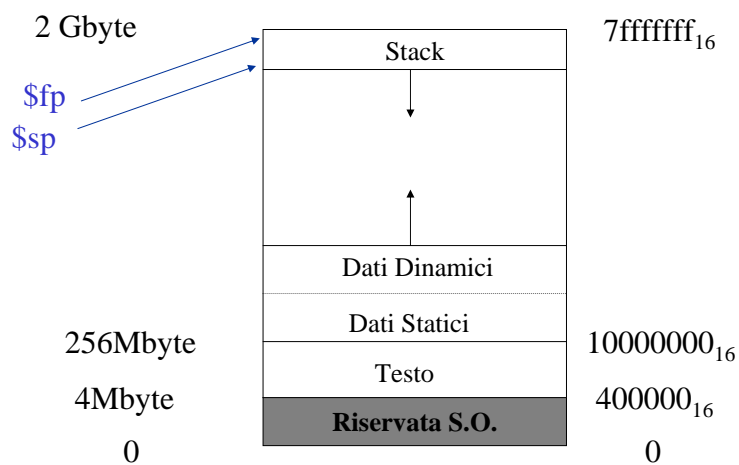 2 Gbyte
Stack
7fffffff16
$fp
$sp
Dati Dinamici
Dati Statici
256Mbyte
1000000016
Testo
4Mbyte
40000016
Riservata S.O.
0
0